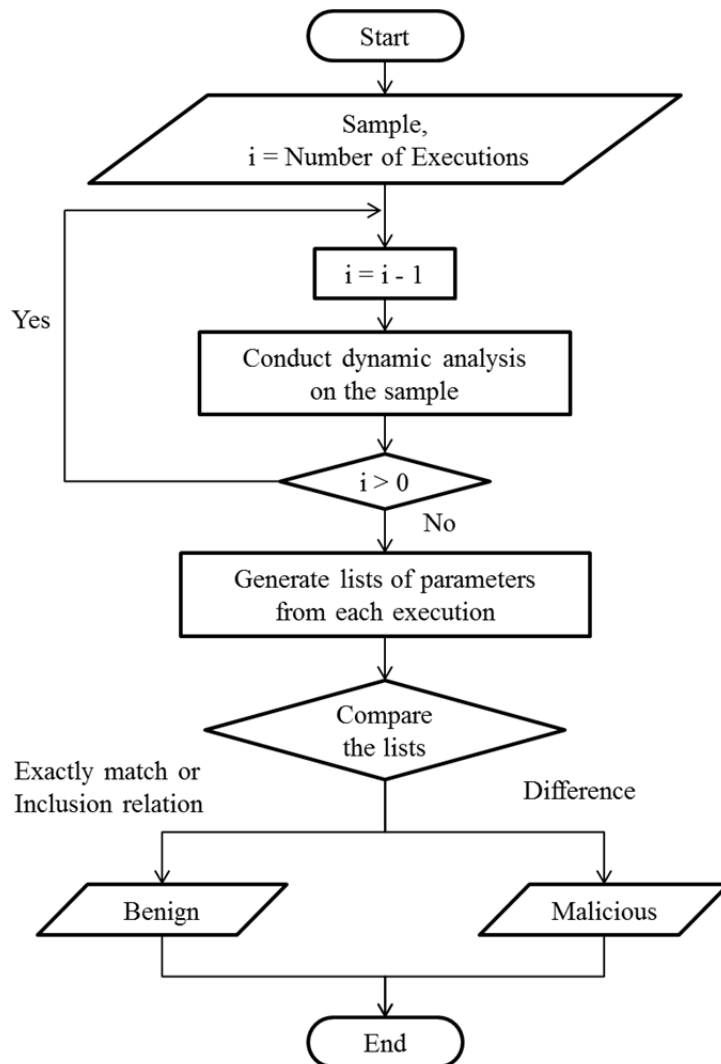 Start
Sample,
i = Number of Executions
i = i - 1
Yes
Conduct dynamic analysis
on the sample
i > 0
No
Generate lists of parameters
from each execution
Compare
the lists
Exactly match or
Inclusion relation
Difference
Benign
Malicious
End